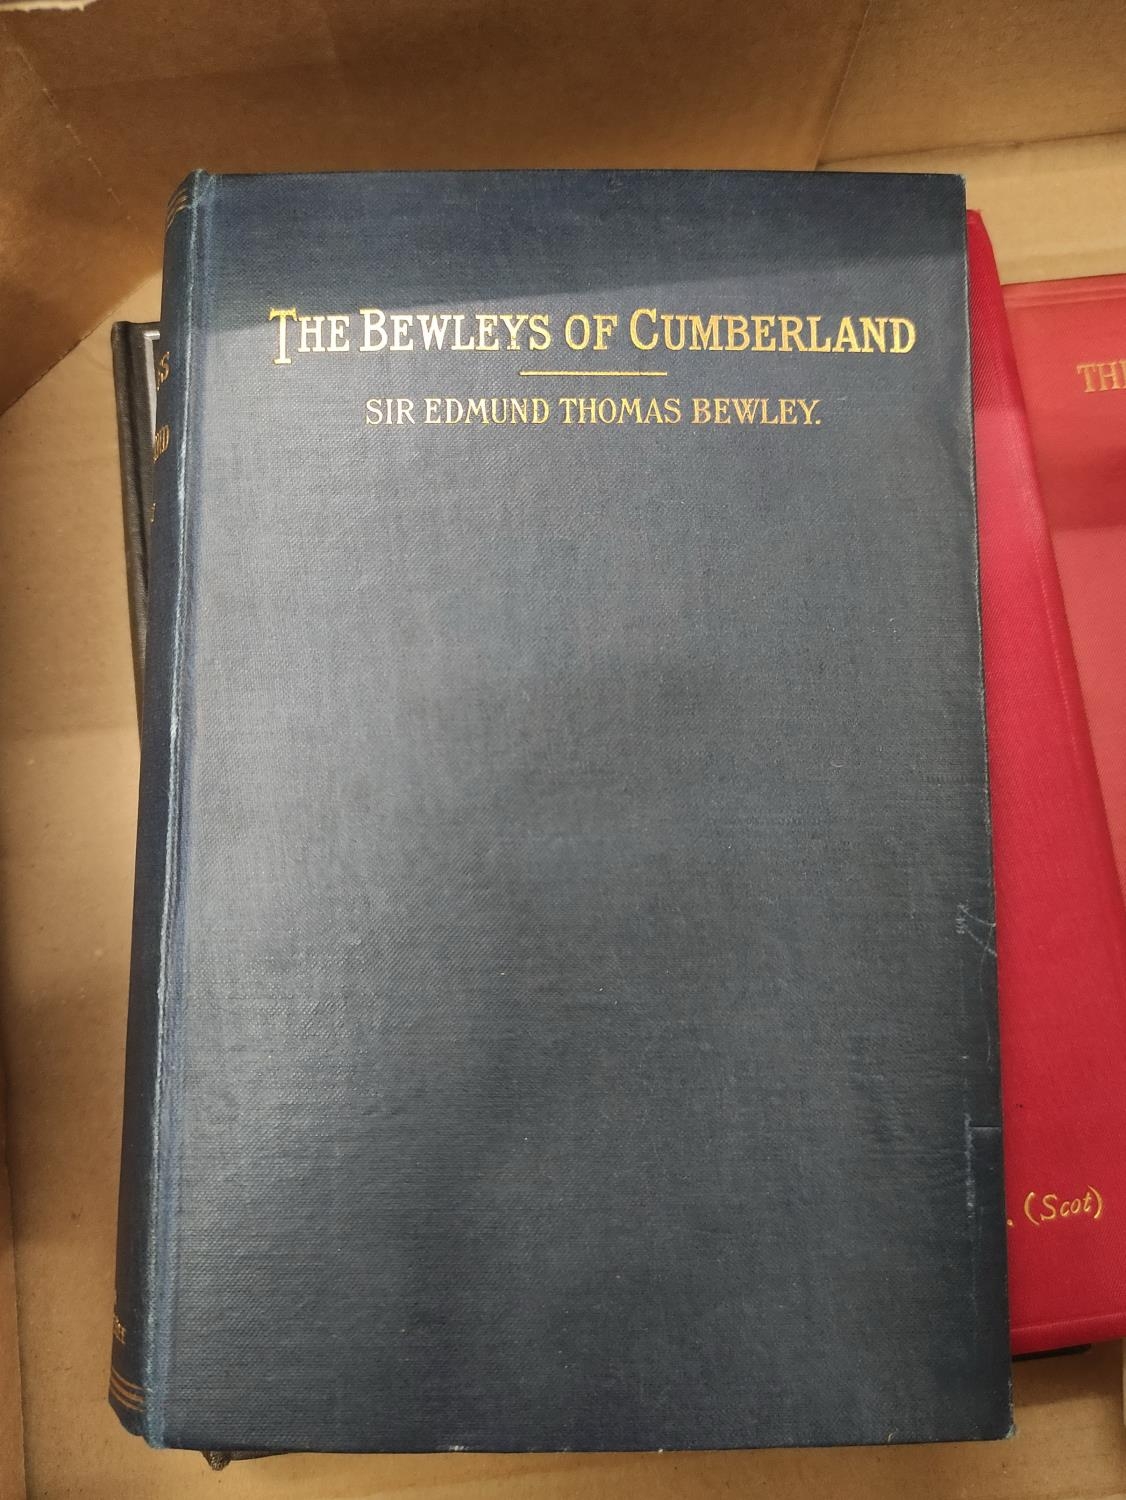 THE BEWLEYS OF CUMBERLAND
SIR EDMUND THOMAS BEWLEY.
(Scot)